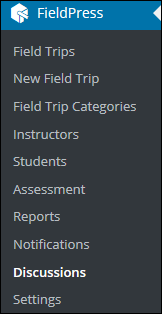 FieldPress
Field Trips
New Field Trip
Field Trip Categories
Instructors
Students
Assessment
Reports
Notifications
Discussions
Settings